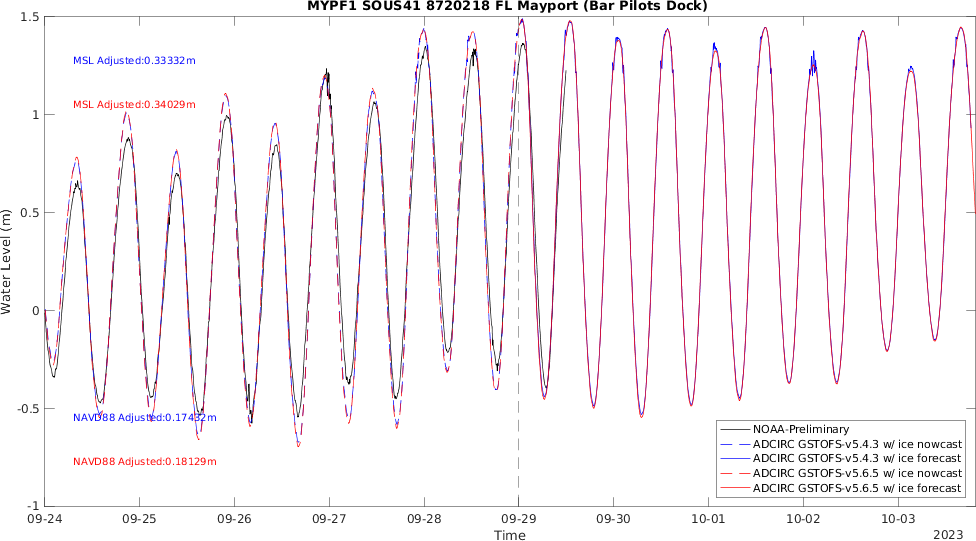 MYPF1 SOUS41 8720218 FL Mayport (Bar Pilots Dock)
1.5
MSL Adjusted:0.33332m
MSL Adjusted:0.34029m
1
0.5
Water Level (m)
0
-0.5
NAVD88 Adjusted:0.17432m
NAVD88 Adjusted:0.18129m
-1
NOAA-Preliminary
ADCIRC GSTOFS-v5.4.3 w/ ice nowcast
ADCIRC GSTOFS-v5.4.3 w/ ice forecast
ADCIRC GSTOFS-v5.6.5 w/ ice nowcast
ADCIRC GSTOFS-v5.6.5 w/ ice forecast
09-24 09-25 09-26 09-27 09-28 09-29 09-30 10-01 10-02 10-03
Time
2023